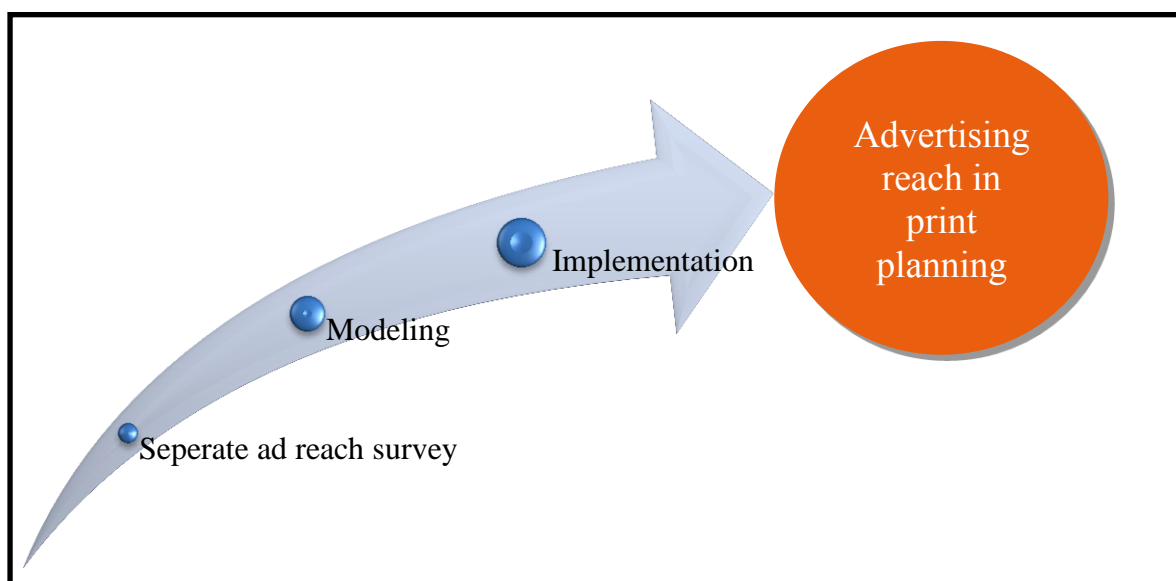 Advertising
reach in
print
planning
Implementation
Modeling
Seperate ad reach survey